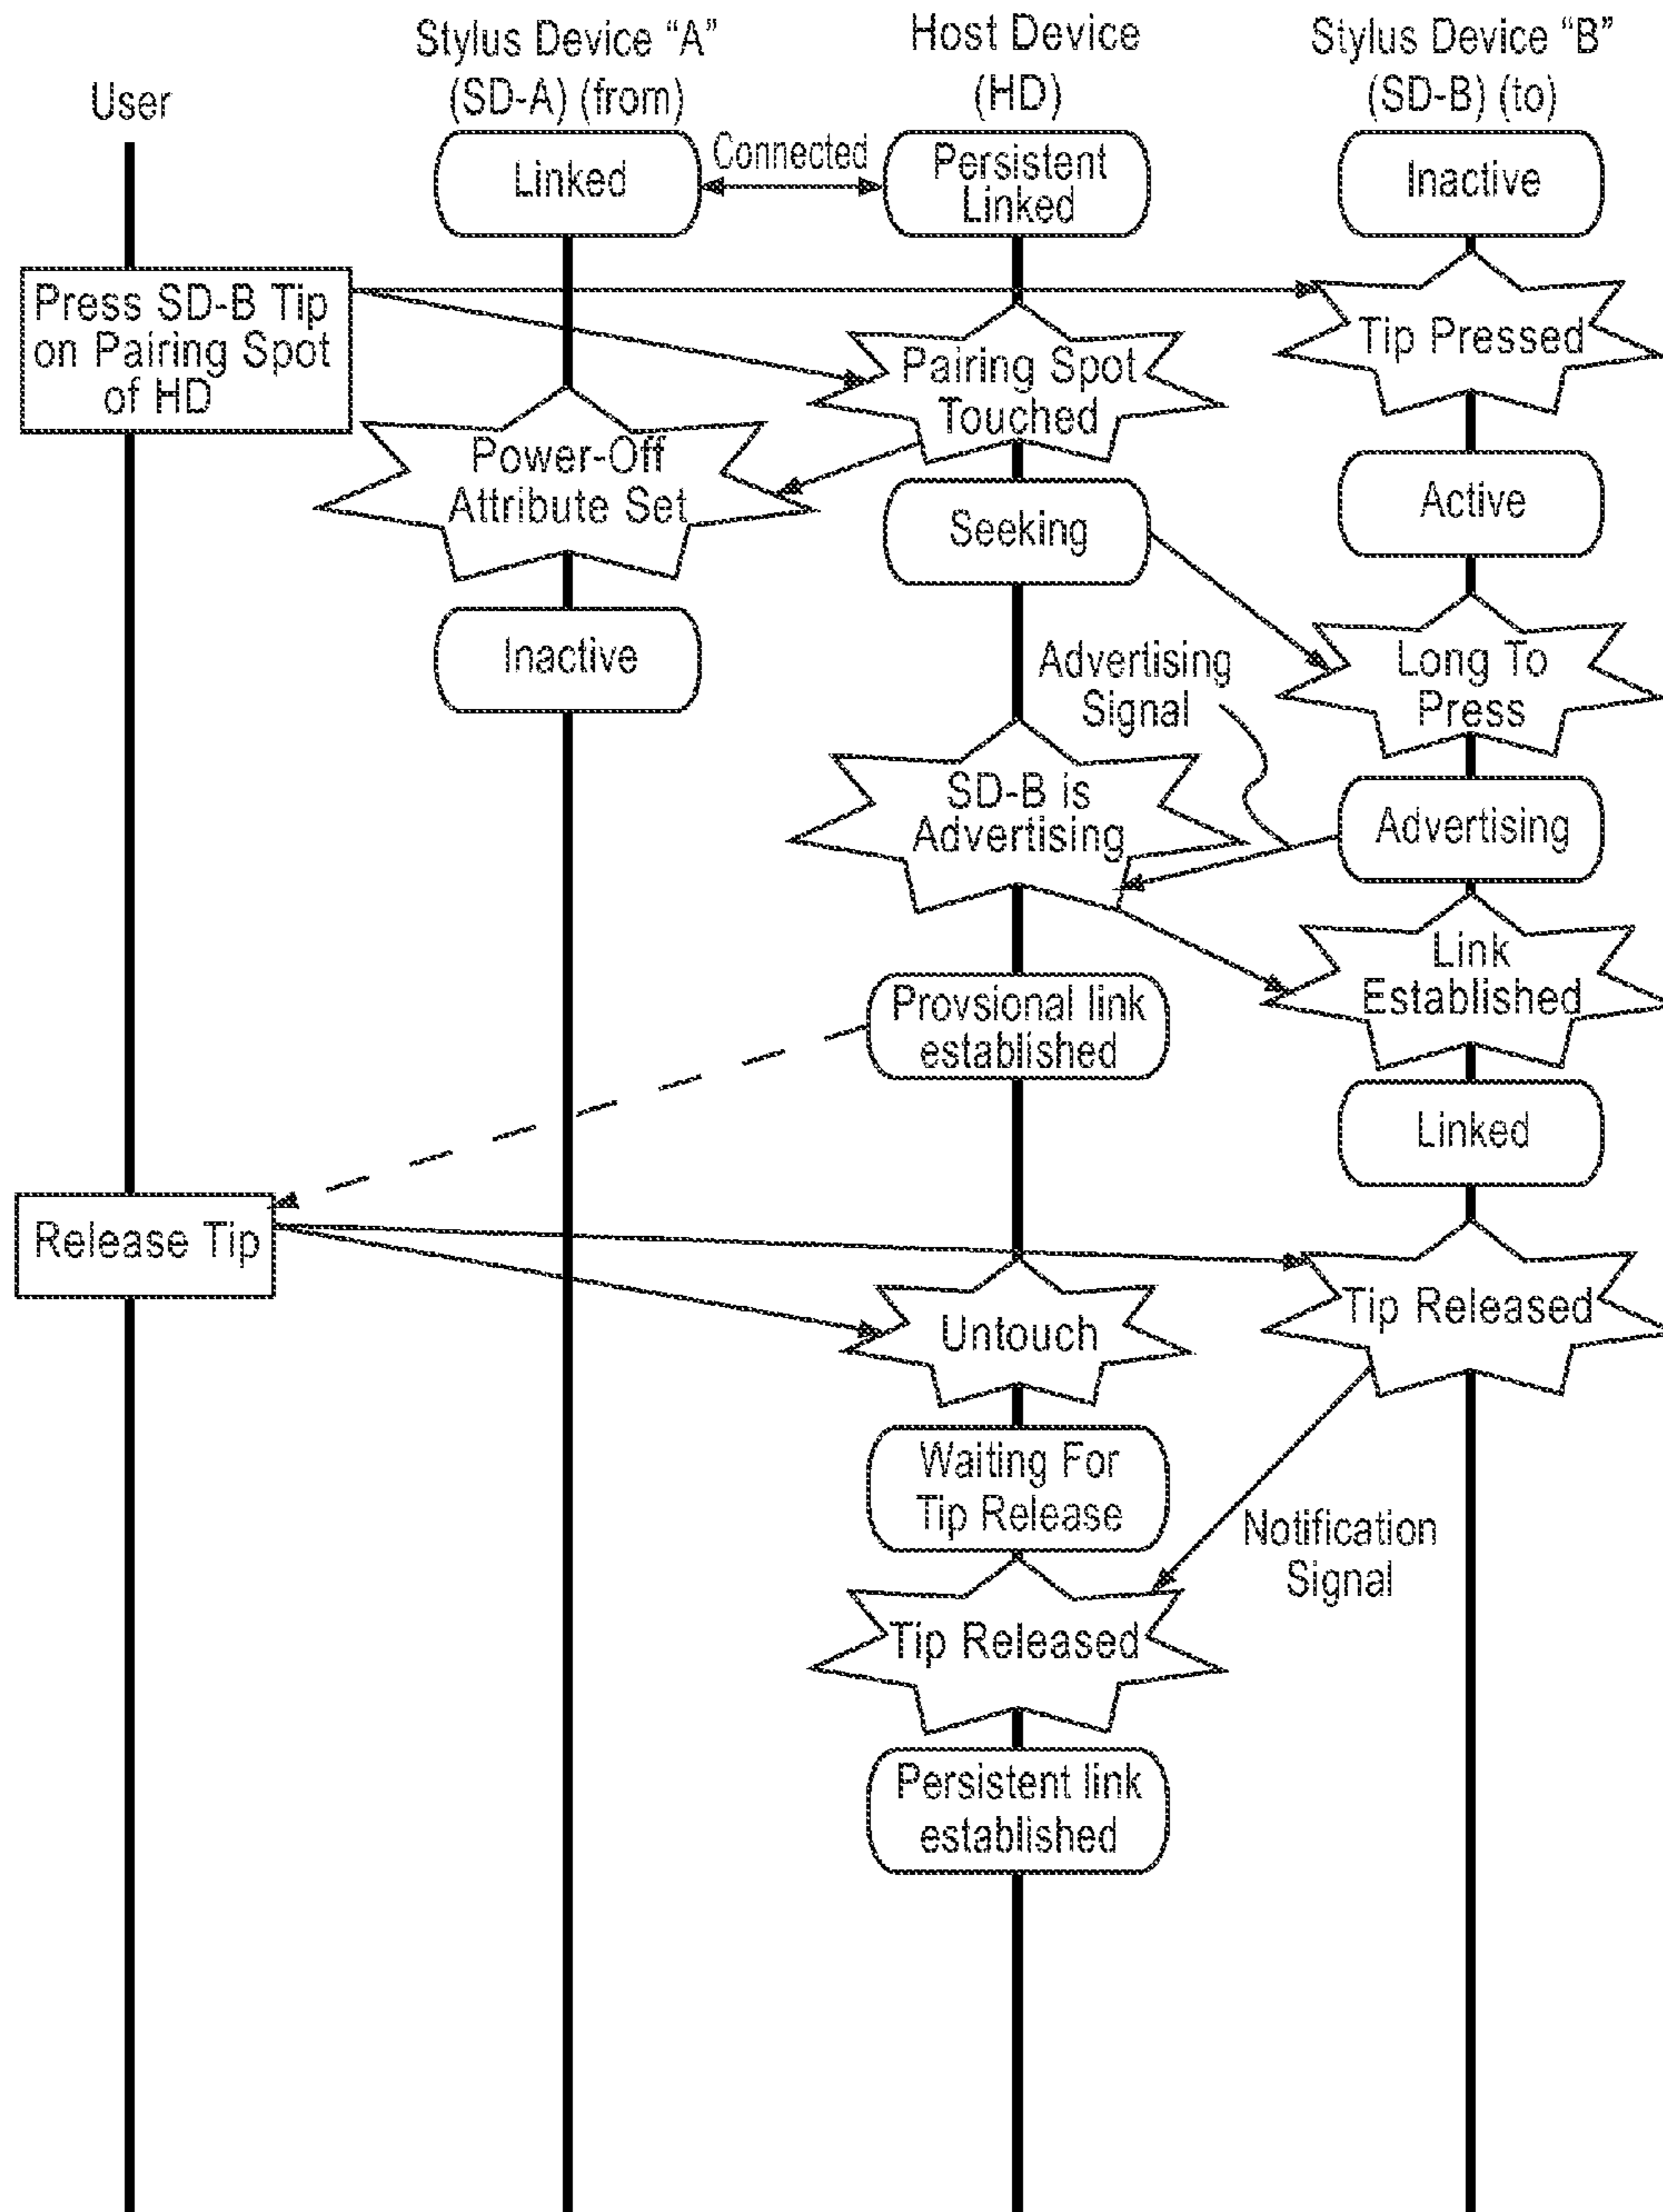 User
Stylus Device “A”
(SD-A) (from)
Host Device
(HD)
Stylus Device “B”
(SD-B) (to)
Linked
Connected
Persistent
Linked
Inactive
Press SD-B Tip
on Pairing Spot
of HD
Tip Pressed
Pairing Spot
Touched
Power-Off
Attribute Set
Seeking
Active
Inactive
Advertising
Signal
Long To
Press
SD-B is
Advertising
Advertising
Link
Established
Provsional link
established
Linked
Release Tip
Untouch
Tip Released
Waiting For
Tip Release
Notification
Signal
Tip Released
Persistent link
established